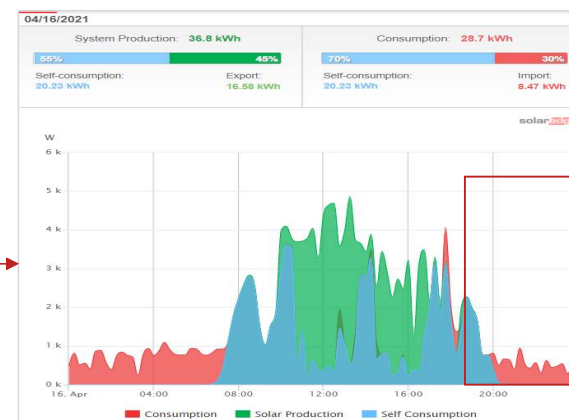 04/16/2021
System Production: 36.8 kWh
Consumption: 28.7 kWh
55% 45%
70% 30%
Self-consumption: Export:
20.23 kWh 16.58 kWh
Self-consumption: Import:
20.23 kWh 8.47 kWh
solar
W
6 k
5 k
4 k
3 k
2 k
1 k
0 k
16. Apr 04:00 08:00 12:00 16:00 20:00
Consumption Solar Production Self Consumption